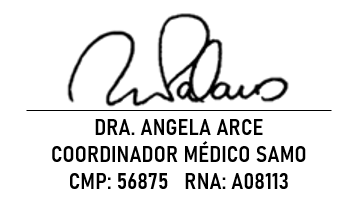 DRA. ANGELA ARCE
COORDINADOR MÉDICO SAMO
CMP: 56875 RNA: A08113